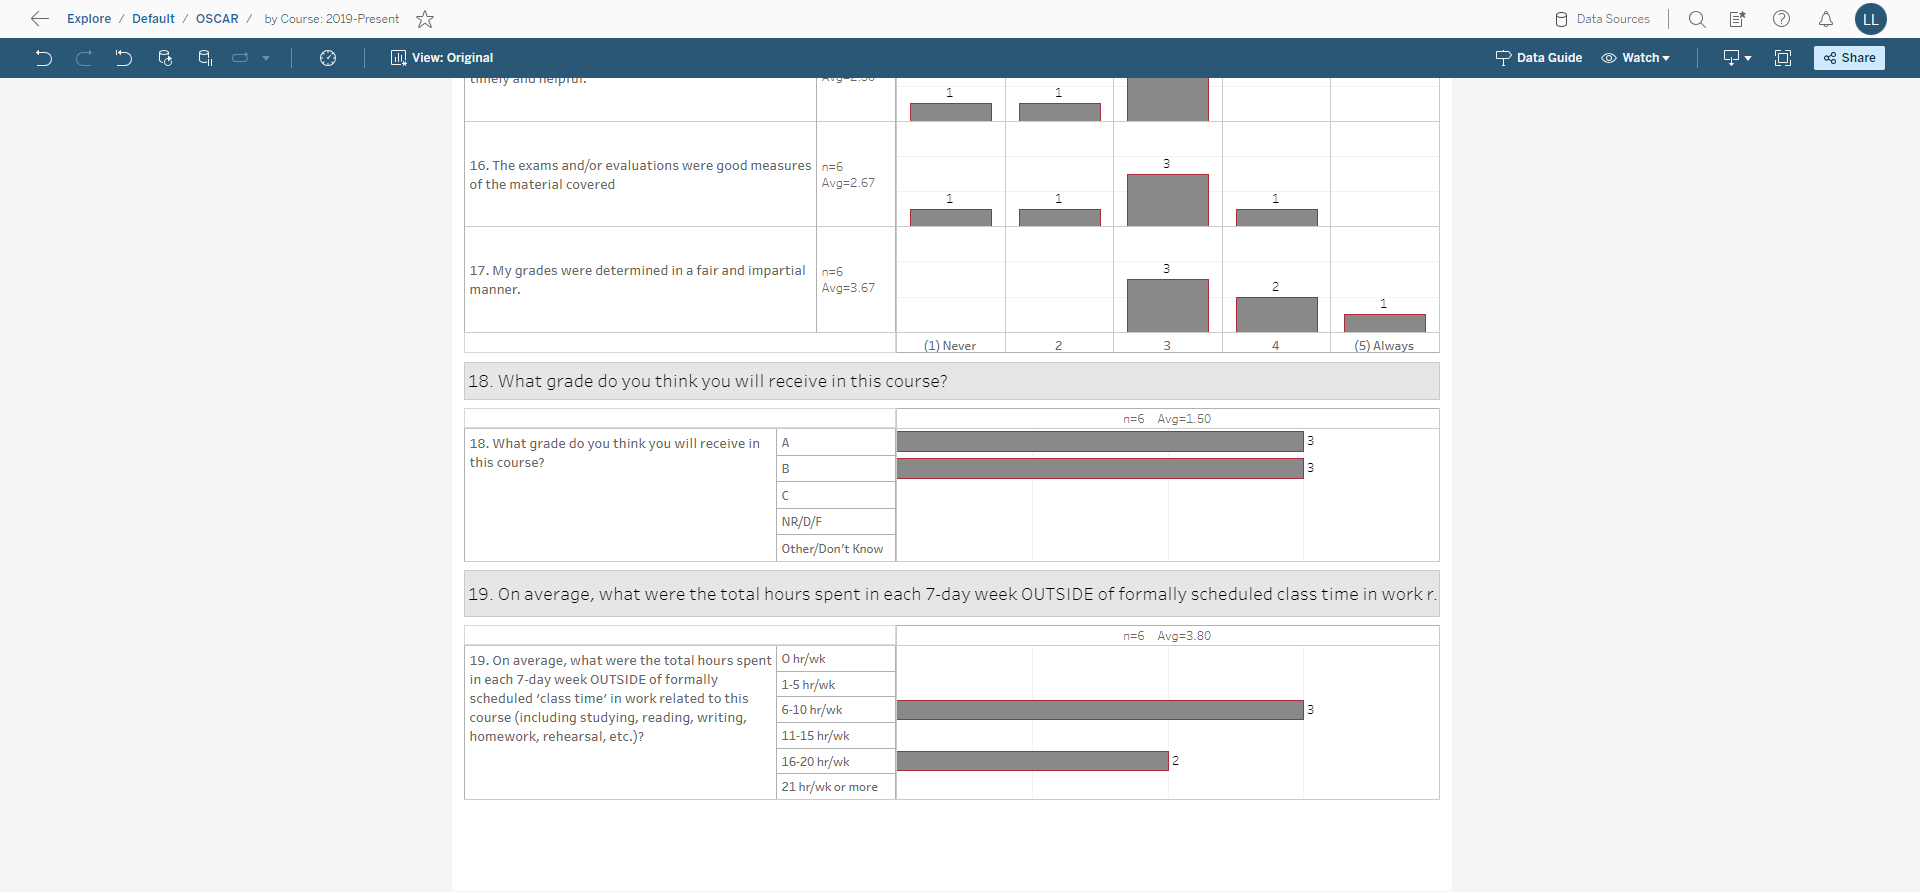 Explore / Default / OSCAR / by Course: 2019-Present
Data Sources
LL
View: Original
Data Guide
Watch
Share
timely and helpful.
1
1
16. The exams and/or evaluations were good measures
of the material covered
n=6
Avg=2.67
1
1
3
1
17. My grades were determined in a fair and impartial
manner.
n=6
Avg=3.67
3
2
1
(1) Never
2
3
4
(5) Always
18. What grade do you think you will receive in this course?
n=6 Avg=1.50
18. What grade do you think you will receive in
this course?
A
3
B
3
C
NR/D/F
Other/Don't Know
19. On average, what were the total hours spent in each 7-day week OUTSIDE of formally scheduled class time in work r.
n=6 Avg=3.80
19. On average, what were the total hours spent
in each 7-day week OUTSIDE of formally
scheduled ‘class time’ in work related to this
course (including studying, reading, writing,
homework, rehearsal, etc.)?
0 hr/wk
1-5 hr/wk
6-10 hr/wk
3
11-15 hr/wk
16-20 hr/wk
2
21 hr/wk or more